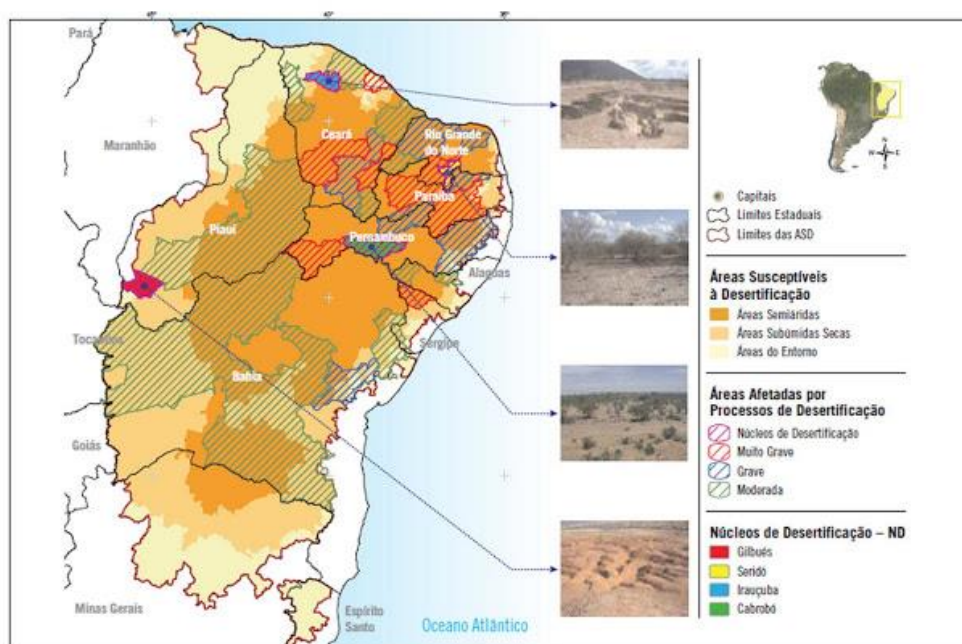 Pará
Maranhão
Ceará
Rio Grande
do Norte
Paraíba
Piauí
Pernambuco
Alagoas
Sergipe
Bahia
Goiás
Minas Gerais
Espírito
Santo
Oceano Atlântico
Capitais
Limites Estaduais
Limites das ASD
Áreas Susceptíveis
à Desertificação
Áreas Semiáridas
Áreas Subúmidas Secas
Áreas do Entorno
Áreas Afetadas por
Processos de Desertificação
Núcleos de Desertificação
Muito Grave
Grave
Moderada
Núcleos de Desertificação – ND
Gilbués
Seridó
Irauçuba
Cabrobó